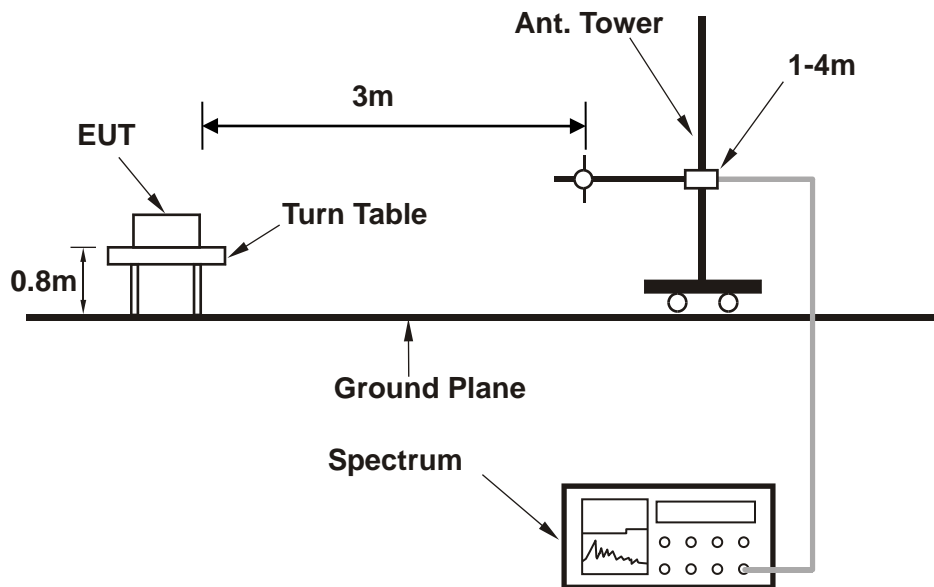 Ant. Tower
1-4m
3m
EUT
Turn Table
0.8m
Ground Plane
Spectrum